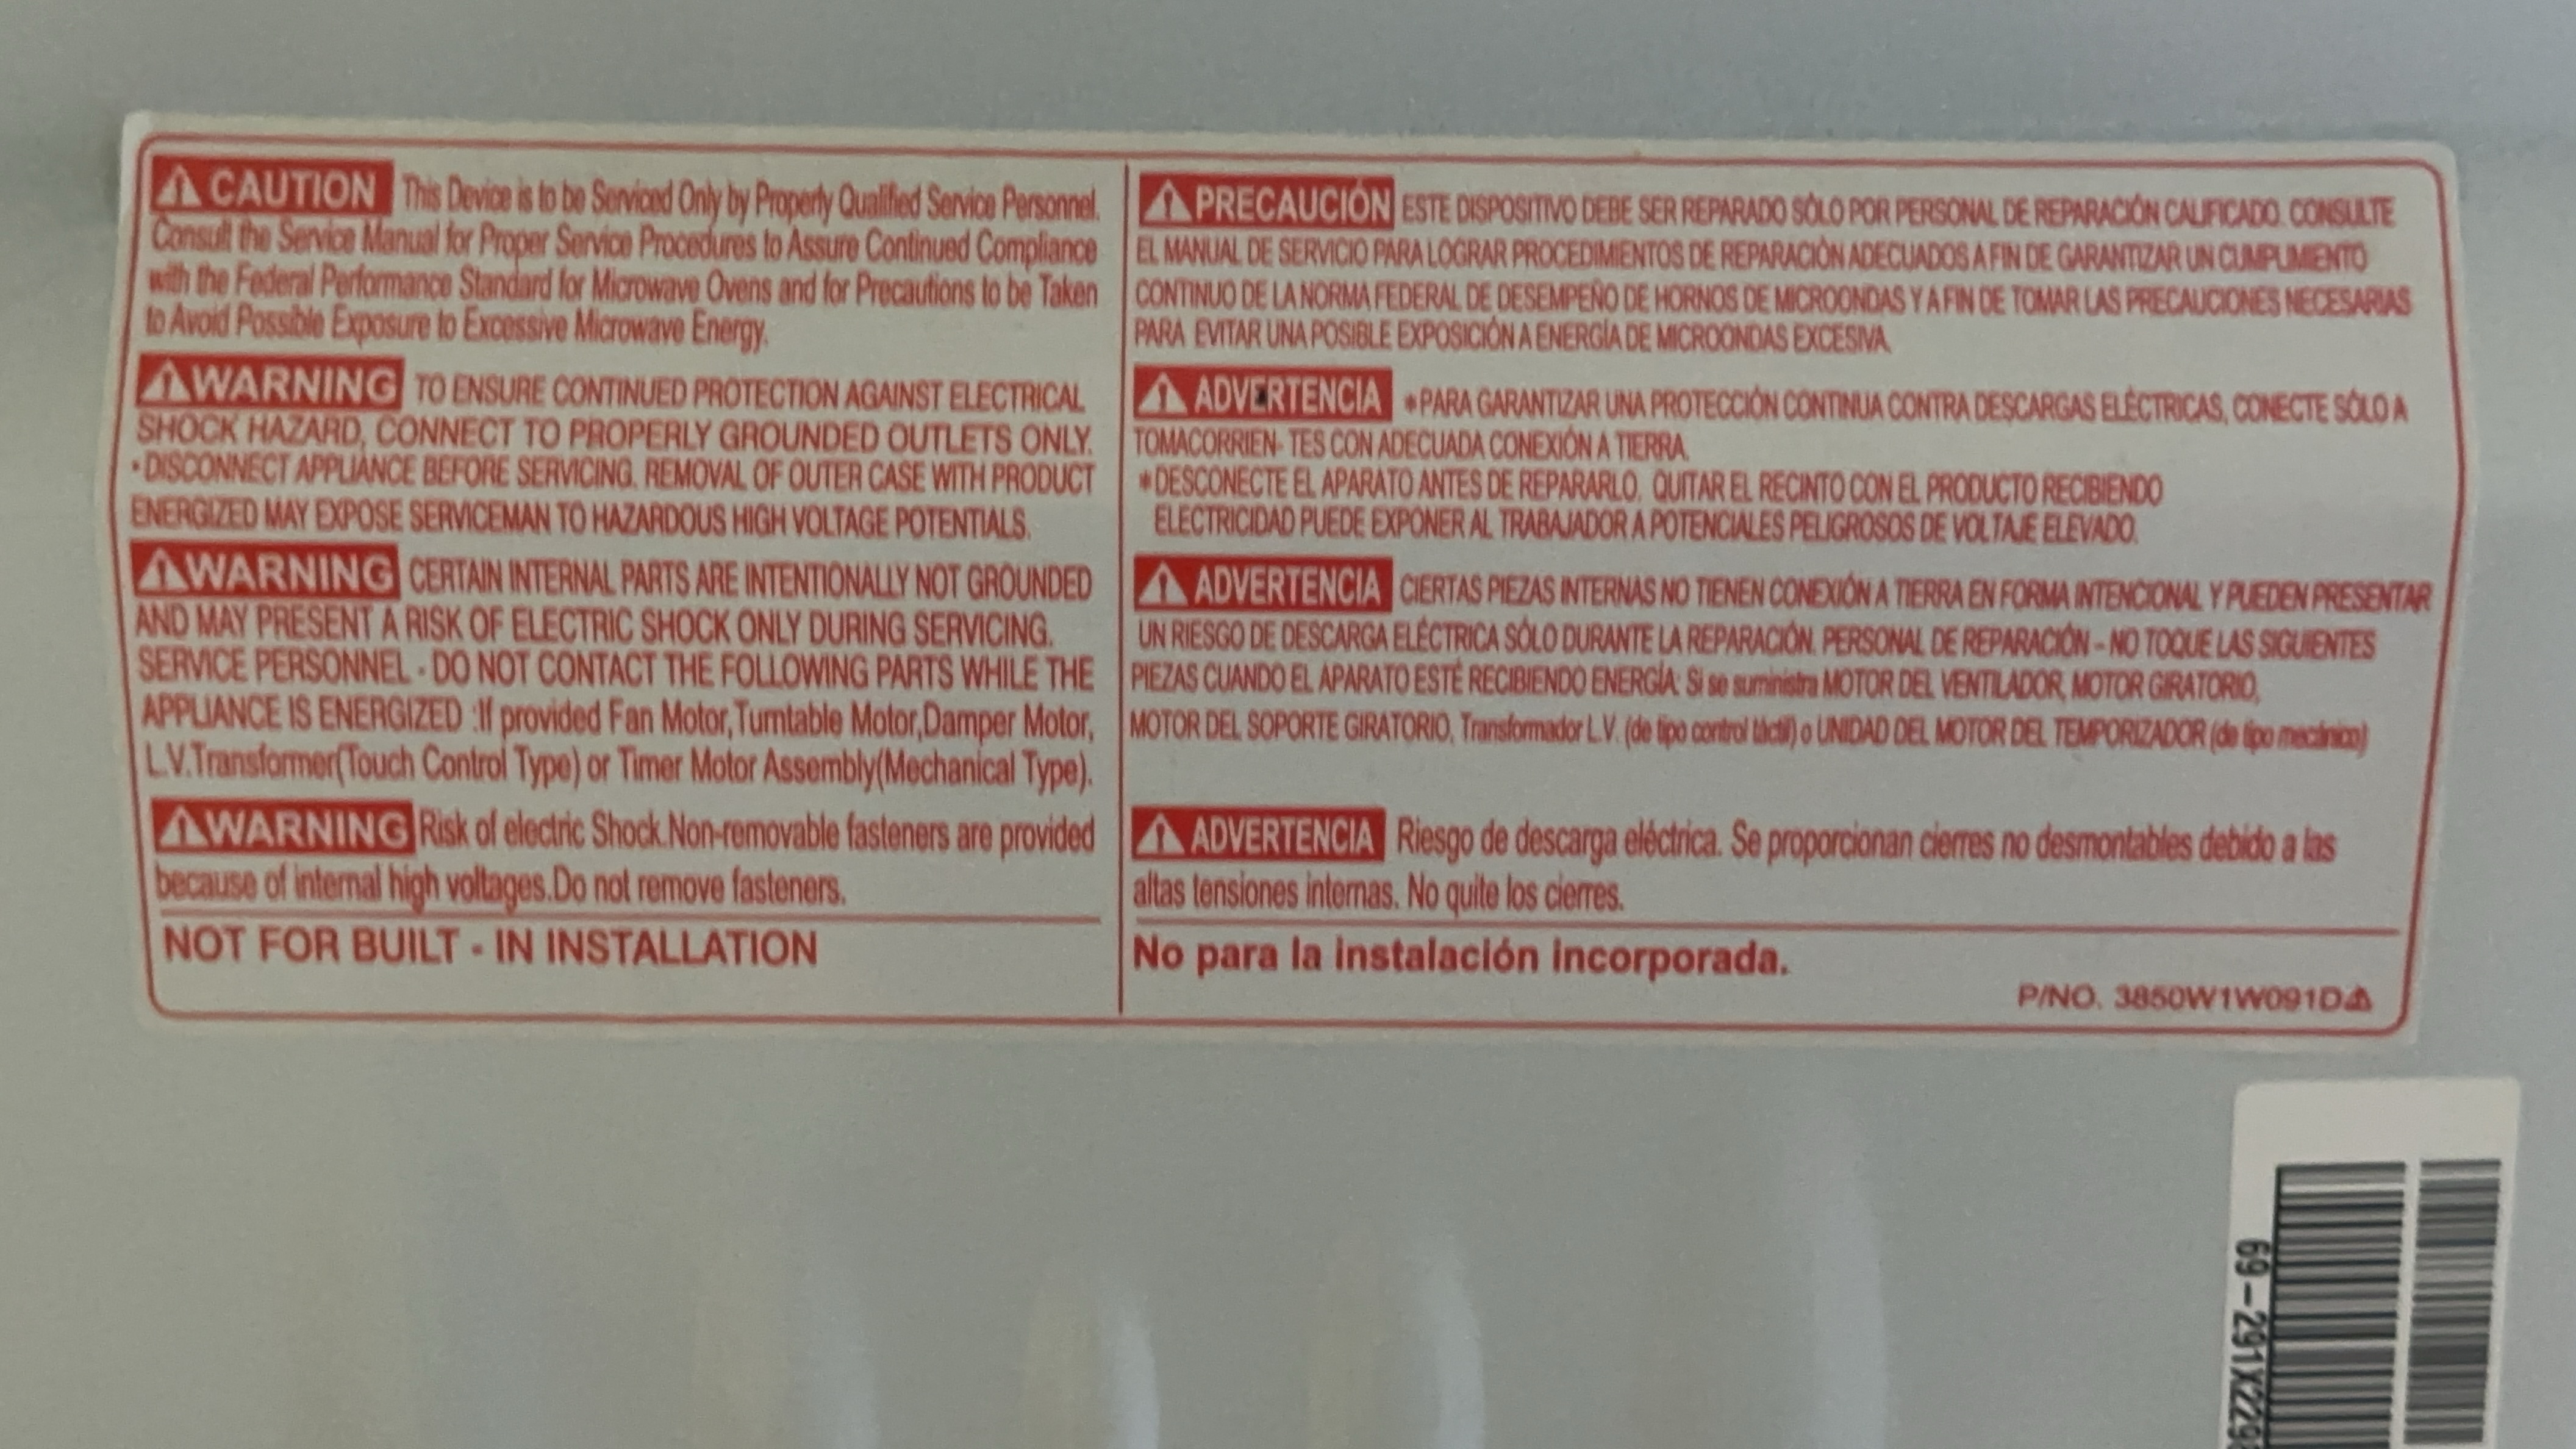 ⚠ CAUTION This Device is to be Serviced Only by Properly Qualified Service Personnel.
Consult the Service Manual for Proper Service Procedures to Assure Continued Compliance
with the Federal Performance Standard for Microwave Ovens and for Precautions to be Taken
to Avoid Possible Exposure to Excessive Microwave Energy.
⚠ WARNING TO ENSURE CONTINUED PROTECTION AGAINST ELECTRICAL
SHOCK HAZARD, CONNECT TO PROPERLY GROUNDED OUTLETS ONLY.
• DISCONNECT APPLIANCE BEFORE SERVICING. REMOVAL OF OUTER CASE WITH PRODUCT
ENERGIZED MAY EXPOSE SERVICEMAN TO HAZARDOUS HIGH VOLTAGE POTENTIALS.
⚠ WARNING CERTAIN INTERNAL PARTS ARE INTENTIONALLY NOT GROUNDED
AND MAY PRESENT A RISK OF ELECTRIC SHOCK ONLY DURING SERVICING.
SERVICE PERSONNEL - DO NOT CONTACT THE FOLLOWING PARTS WHILE THE
APPLIANCE IS ENERGIZED :If provided Fan Motor,Turntable Motor,Damper Motor,
L.V.Transformer(Touch Control Type) or Timer Motor Assembly(Mechanical Type).
⚠ WARNING Risk of electric Shock.Non-removable fasteners are provided
because of internal high voltages.Do not remove fasteners.
NOT FOR BUILT - IN INSTALLATION
⚠ PRECAUCIÓN ESTE DISPOSITIVO DEBE SER REPARADO SÓLO POR PERSONAL DE REPARACIÓN CALIFICADO. CONSULTE
EL MANUAL DE SERVICIO PARA LOGRAR PROCEDIMIENTOS DE REPARACIÓN ADECUADOS A FIN DE GARANTIZAR UN CUMPLIMIENTO
CONTINUO DE LA NORMA FEDERAL DE DESEMPEÑO DE HORNOS DE MICROONDAS Y A FIN DE TOMAR LAS PRECAUCIONES NECESARIAS
PARA EVITAR UNA POSIBLE EXPOSICIÓN A ENERGÍA DE MICROONDAS EXCESIVA.
⚠ ADVERTENCIA *PARA GARANTIZAR UNA PROTECCIÓN CONTINUA CONTRA DESCARGAS ELÉCTRICAS, CONECTE SÓLO A
TOMACORRIEN- TES CON ADECUADA CONEXIÓN A TIERRA.
*DESCONECTE EL APARATO ANTES DE REPARARLO. QUITAR EL RECINTO CON EL PRODUCTO RECIBIENDO
ELECTRICIDAD PUEDE EXPONER AL TRABAJADOR A POTENCIALES PELIGROSOS DE VOLTAJE ELEVADO.
⚠ ADVERTENCIA CIERTAS PIEZAS INTERNAS NO TIENEN CONEXIÓN A TIERRA EN FORMA INTENCIONAL Y PUEDEN PRESENTAR
UN RIESGO DE DESCARGA ELÉCTRICA SÓLO DURANTE LA REPARACIÓN. PERSONAL DE REPARACIÓN – NO TOQUE LAS SIGUIENTES
PIEZAS CUANDO EL APARATO ESTÉ RECIBIENDO ENERGÍA: Si se suministra MOTOR DEL VENTILADOR, MOTOR GIRATORIO,
MOTOR DEL SOPORTE GIRATORIO, Transformador L.V. (de tipo control táctil) o UNIDAD DEL MOTOR DEL TEMPORIZADOR (de tipo mecánico)
⚠ ADVERTENCIA Riesgo de descarga eléctrica. Se proporcionan cierres no desmontables debido a las
altas tensiones internas. No quite los cierres.
No para la instalación incorporada.
P/NO. 3850W1W091D⚠
69-291X229